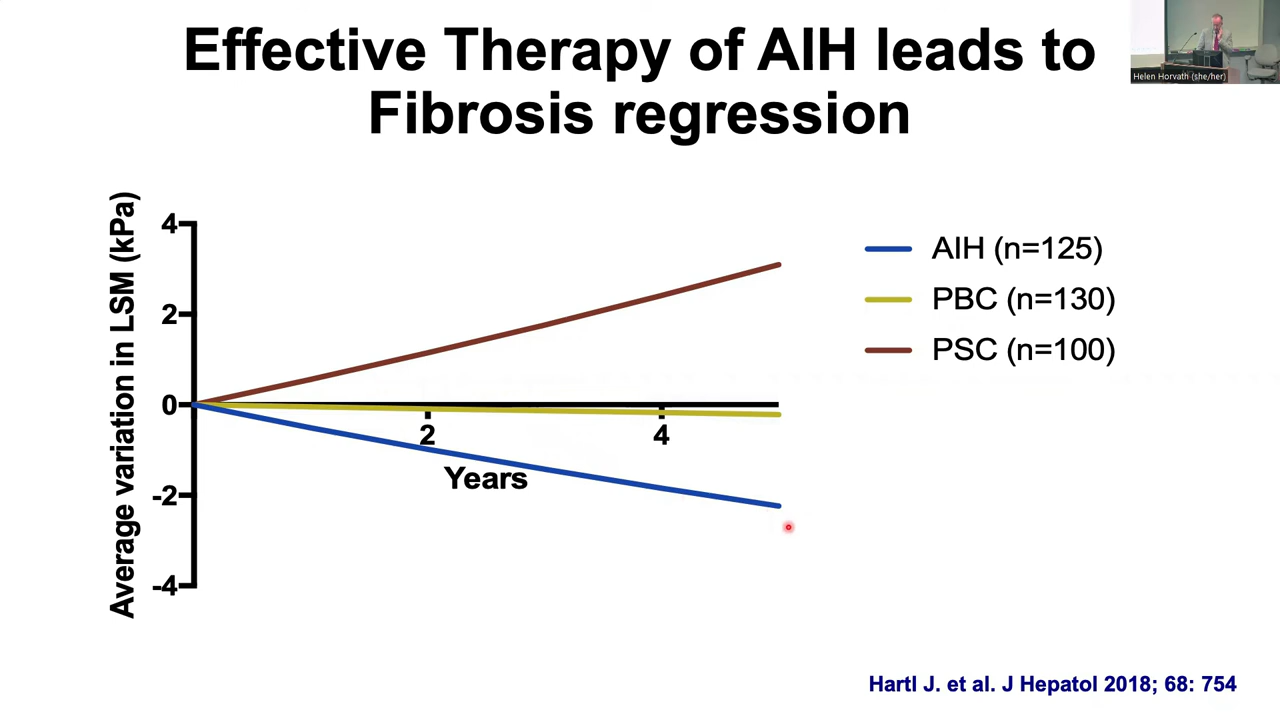 Effective Therapy of AIH leads to
Fibrosis regression
Helen Horvath (she/her)
Average variation in LSM (kPa)
4
2
0
-2
-4
2
4
Years
AIH (n=125)
PBC (n=130)
PSC (n=100)
Hartl J. et al. J Hepatol 2018; 68: 754